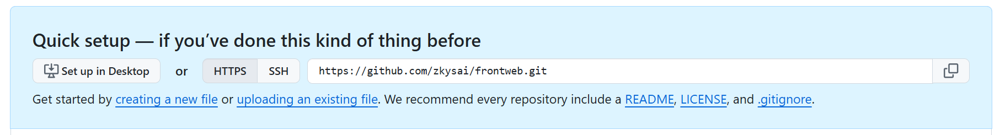 Quick setup — if you’ve done this kind of thing before
Set up in Desktop or HTTPS SSH https://github.com/zkysai/frontweb.git
Get started by creating a new file or uploading an existing file. We recommend every repository include a README, LICENSE, and .gitignore.